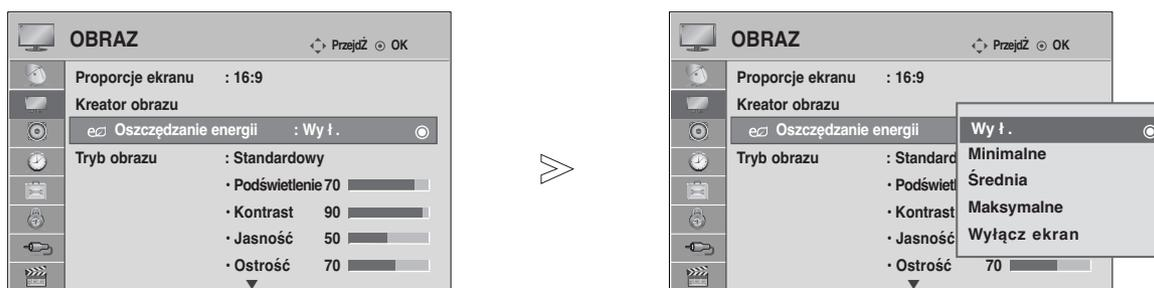 OBRAZ PrzejdŹ OK
Proporcje ekranu : 16:9
Kreator obrazu
Oszczędzanie energii : Wy ł .
Tryb obrazu : Standardowy
• Podświetlenie 70
• Kontrast 90
• Jasność 50
• Ostrość 70
>
OBRAZ PrzejdŹ OK
Proporcje ekranu : 16:9
Kreator obrazu
Oszczędzanie energii
Tryb obrazu : Standard
• Podświetl
• Kontrast
• Jasność
• Ostrość 70
Wy ł .
Minimalne
Średnia
Maksymalne
Wyłącz ekran